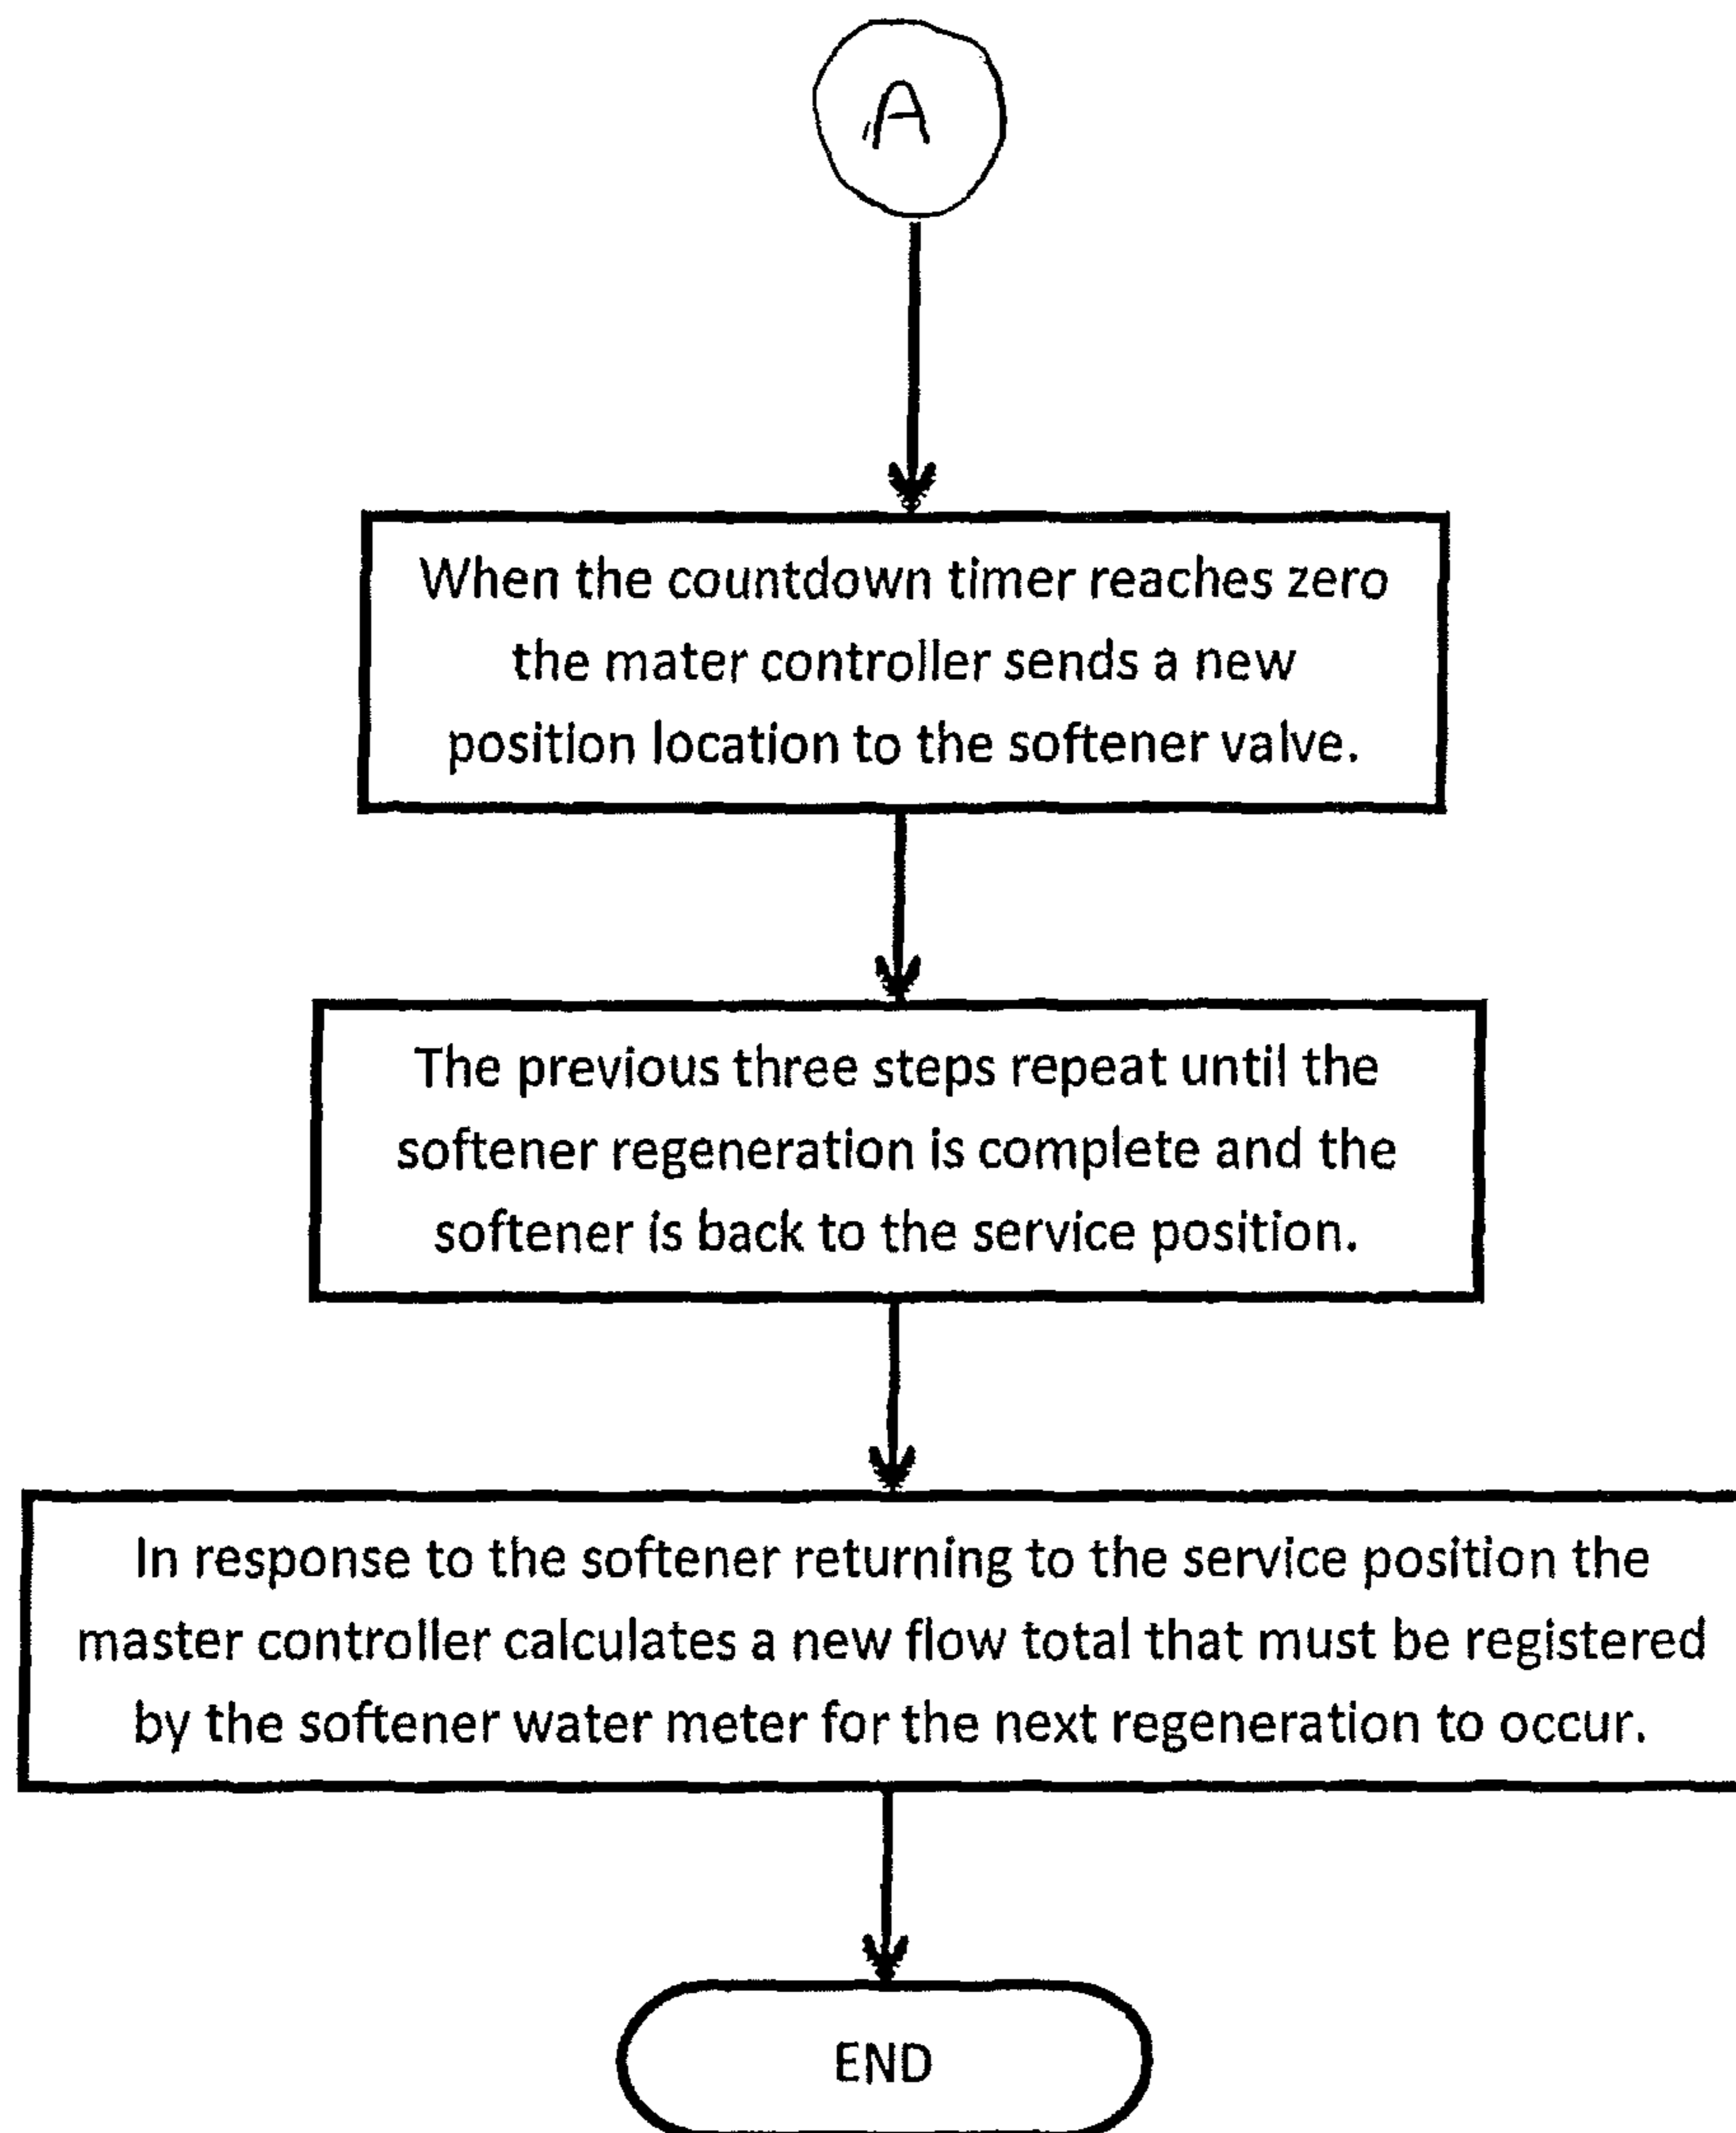 A
When the countdown timer reaches zero
the mater controller sends a new
position location to the softener valve.
The previous three steps repeat until the
softener regeneration is complete and the
softener is back to the service position.
In response to the softener returning to the service position the
master controller calculates a new flow total that must be registered
by the softener water meter for the next regeneration to occur.
END